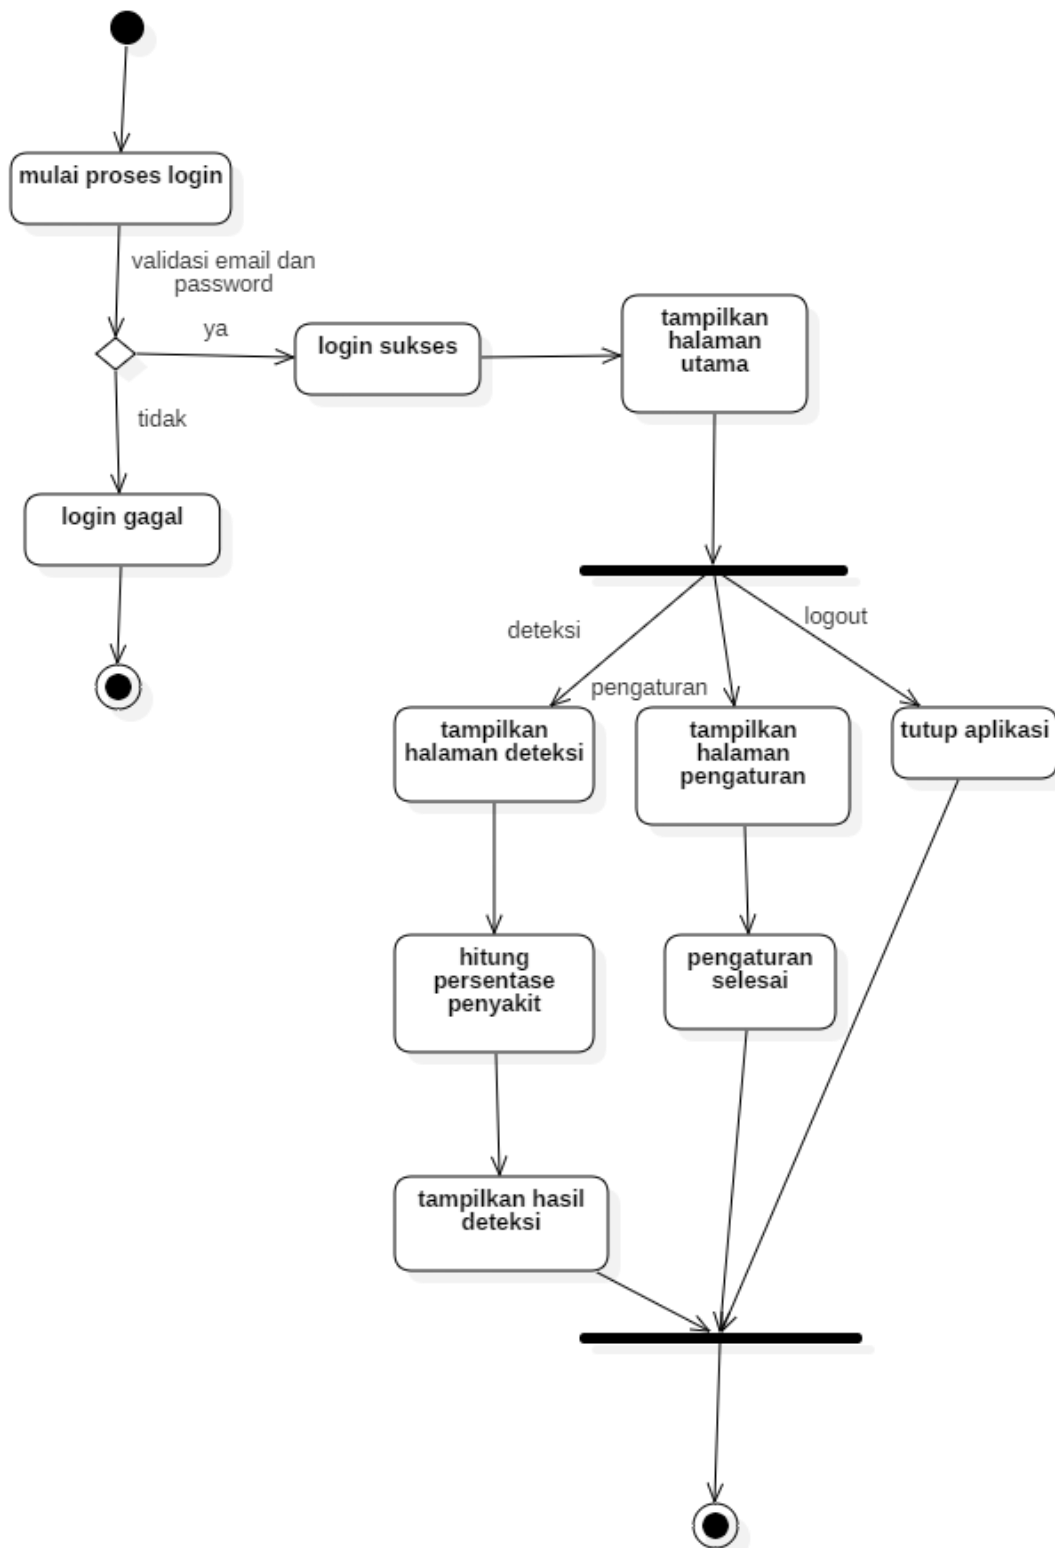 mulai proses login
validasi email dan
password
ya
login sukses
tampilkan
halaman
utama
tidak
login gagal
deteksi
logout
pengaturan
tampilkan
halaman deteksi
tampilkan
halaman
pengaturan
tutup aplikasi
hitung
persentase
penyakit
pengaturan
selesai
tampilkan hasil
deteksi